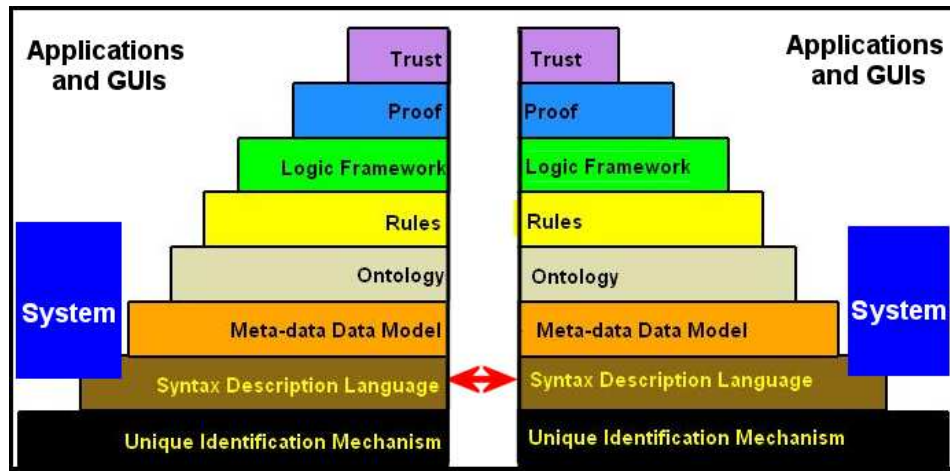 Applications
and GUIs
Trust
Proof
Logic Framework
Rules
Ontology
System
Meta-data Data Model
Syntax Description Language
Unique Identification Mechanism
Applications
and GUIs
Trust
Proof
Logic Framework
Rules
Ontology
System
Meta-data Data Model
Syntax Description Language
Unique Identification Mechanism